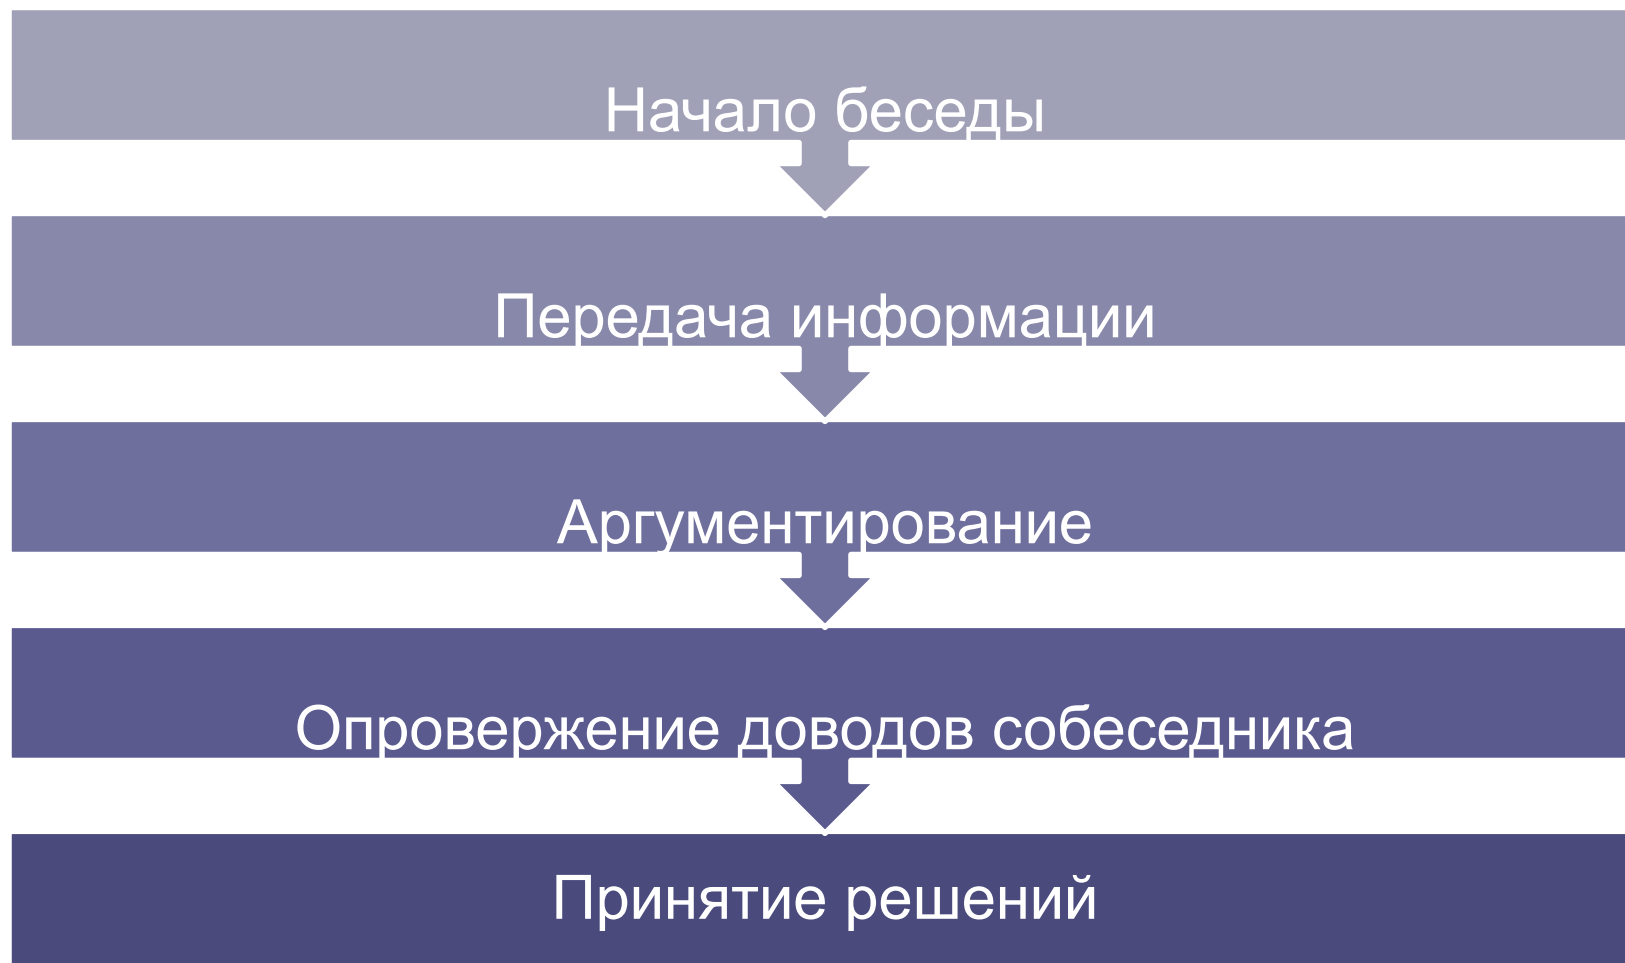 Начало беседы
Передача информации
Аргументирование
Опровержение доводов собеседника
Принятие решений